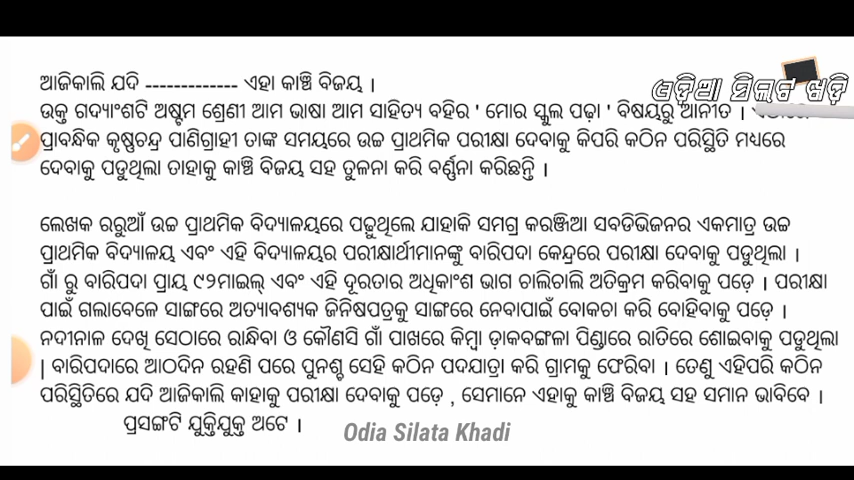 ଆଜିକାଲି ଯଦି ------------- ଏହା କାଞ୍ଚି ବିଜୟ ।
ଓଡ଼ିଆ ସିଲଟ ଖଡ଼ି
ଉକ୍ତ ଗଦ୍ୟାଂଶଟି ଅଷ୍ଟମ ଶ୍ରେଣୀ ଆମ ଭାଷା ଆମ ସାହିତ୍ୟ ବହିର ' ମୋର ସ୍କୁଲ ପଢ଼ା ' ବିଷୟରୁ ଆନୀତ ।
ପ୍ରାବନ୍ଧିକ କୃଷ୍ଣଚନ୍ଦ୍ର ପାଣିଗ୍ରାହୀ ତାଙ୍କ ସମୟରେ ଉଚ୍ଚ ପ୍ରାଥମିକ ପରୀକ୍ଷା ଦେବାକୁ କିପରି କଠିନ ପରିସ୍ଥିତି ମଧ୍ୟରେ
ଦେବାକୁ ପଡୁଥିଲା ତାହାକୁ କାଞ୍ଚି ବିଜୟ ସହ ତୁଳନା କରି ବର୍ଣ୍ଣନା କରିଛନ୍ତି ।
ଲେଖକ ରରୁଆଁ ଉଚ୍ଚ ପ୍ରାଥମିକ ବିଦ୍ୟାଳୟରେ ପଢୁଥିଲେ ଯାହାକି ସମଗ୍ର କରଞ୍ଜିଆ ସବଡିଭିଜନର ଏକମାତ୍ର ଉଚ୍ଚ
ପ୍ରାଥମିକ ବିଦ୍ୟାଳୟ ଏବଂ ଏହି ବିଦ୍ୟାଳୟର ପରୀକ୍ଷାର୍ଥୀମାନଙ୍କୁ ବାରିପଦା କେନ୍ଦ୍ରରେ ପରୀକ୍ଷା ଦେବାକୁ ପଡୁଥିଲା ।
ଗାଁ ରୁ ବାରିପଦା ପ୍ରାୟ ୯୨ମାଇଲ୍ ଏବଂ ଏହି ଦୂରତାର ଅଧିକାଂଶ ଭାଗ ଚାଲିଚାଲି ଅତିକ୍ରମ କରିବାକୁ ପଡ଼େ । ପରୀକ୍ଷା
ପାଇଁ ଗଲାବେଳେ ସାଙ୍ଗରେ ଅତ୍ୟାବଶ୍ୟକ ଜିନିଷପତ୍ରକୁ ସାଙ୍ଗରେ ନେବାପାଇଁ ବୋକଚା କରି ବୋହିବାକୁ ପଡ଼େ ।
ନଦୀନାଳ ଦେଖି ସେଠାରେ ରାନ୍ଧିବା ଓ କୌଣସି ଗାଁ ପାଖରେ କିମ୍ବା ଡ଼ାକବଙ୍ଗଳା ପିଣ୍ଡାରେ ରାତିରେ ଶୋଇବାକୁ ପଡୁଥିଲା
| ବାରିପଦାରେ ଆଠଦିନ ରହଣି ପରେ ପୁନଶ୍ଚ ସେହି କଠିନ ପଦଯାତ୍ରା କରି ଗ୍ରାମକୁ ଫେରିବା । ତେଣୁ ଏହିପରି କଠିନ
ପରିସ୍ଥିତିରେ ଯଦି ଆଜିକାଲି କାହାକୁ ପରୀକ୍ଷା ଦେବାକୁ ପଡ଼େ , ସେମାନେ ଏହାକୁ କାଞ୍ଚି ବିଜୟ ସହ ସମାନ ଭାବିବେ ।
ପ୍ରସଙ୍ଗଟି ଯୁକ୍ତିଯୁକ୍ତ ଅଟେ ।
Odia Silata Khadi